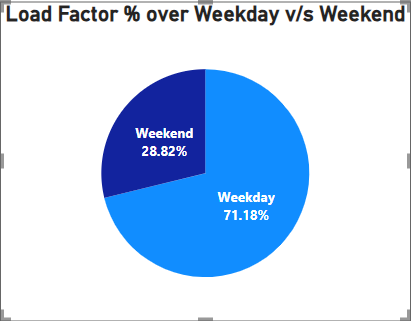 Load Factor % over Weekday v/s Weekend
Weekend
28.82%
Weekday
71.18%